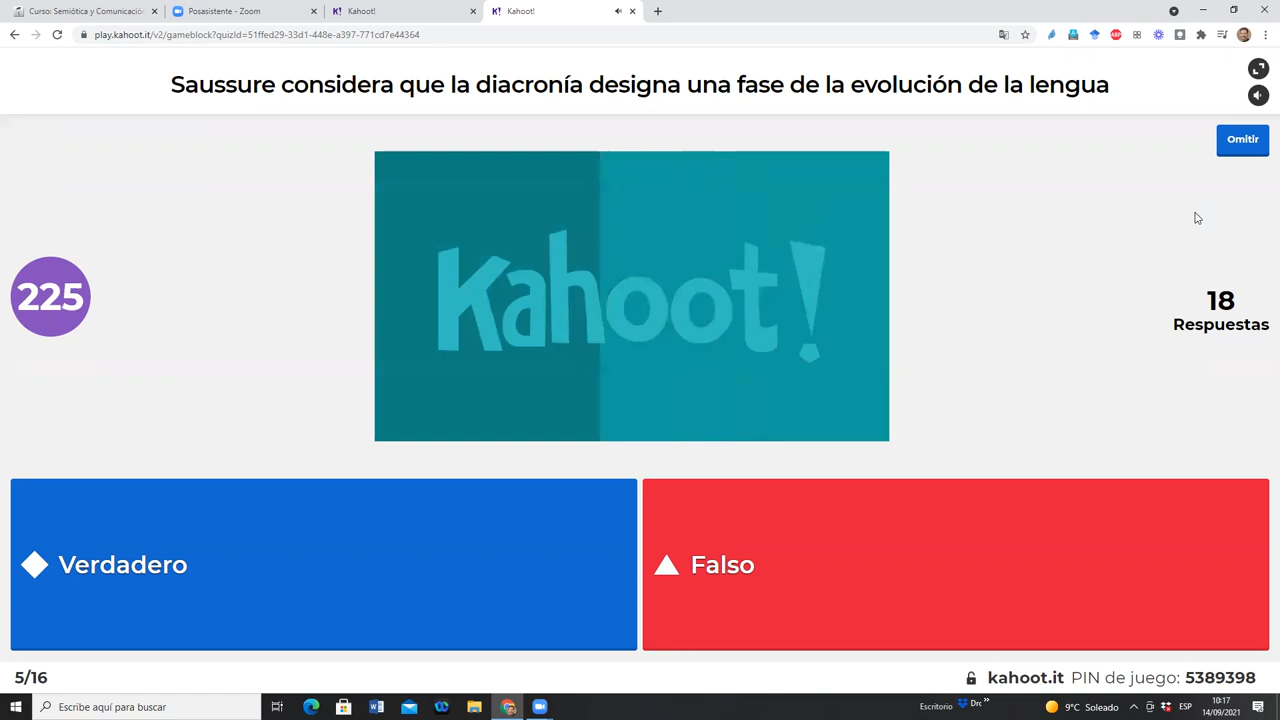 Curso: Semiótica y Comunicación
Posasistente - Zoom
Kahoot!
Kahoot!
play.kahoot.it/v2/gameblock?quizId=51ffed29-33d1-448e-a397-771cd7e44364
Saussure considera que la diacronía designa una fase de la evolución de la lengua
Omitir
Kahoot!
225
18
Respuestas
Verdadero
Falso
5/16
kahoot.it PIN de juego: 5389398
Escribe aquí para buscar
Escritorio
9°C Soleado
ESP
10:17
14/09/2021